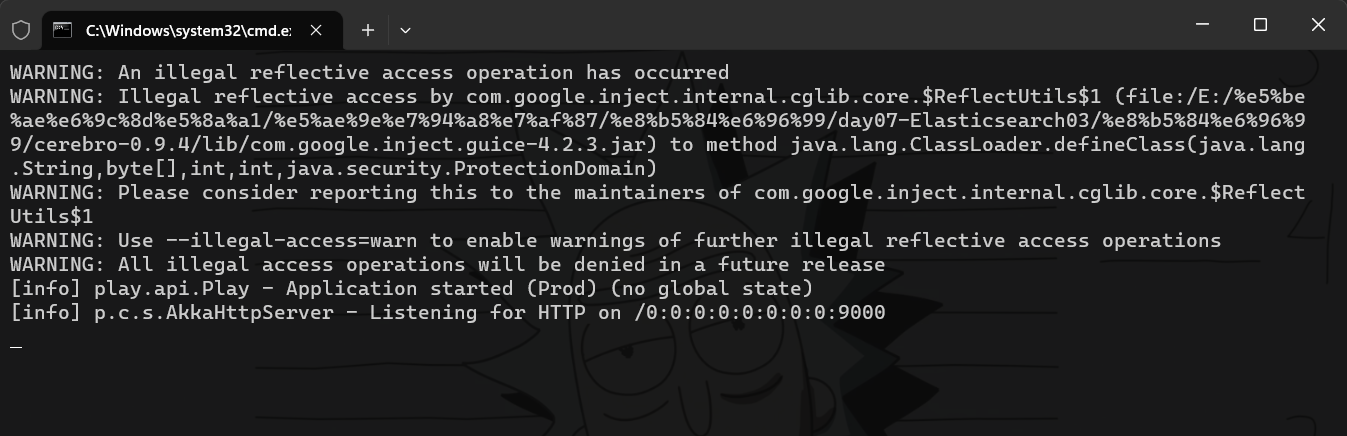 C:\Windows\system32\cmd.e
WARNING: An illegal reflective access operation has occurred
WARNING: Illegal reflective access by com.google.inject.internal.cglib.core.$ReflectUtils$1 (file:/E:/%e5%be
%ae%e6%9c%8d%e5%8a%a1/%e5%ae%9e%e7%94%a8%e7%af%87/%e8%b5%84%e6%96%99/day07-Elasticsearch03/%e8%b5%84%e6%96%9
9/cerebro-0.9.4/lib/com.google.inject.guice-4.2.3.jar) to method java.lang.ClassLoader.defineClass(java.lang
.String,byte[],int,int,java.security.ProtectionDomain)
WARNING: Please consider reporting this to the maintainers of com.google.inject.internal.cglib.core.$Reflect
Utils$1
WARNING: Use --illegal-access=warn to enable warnings of further illegal reflective access operations
WARNING: All illegal access operations will be denied in a future release
[info] play.api.Play - Application started (Prod) (no global state)
[info] p.c.s.AkkaHttpServer - Listening for HTTP on /0:0:0:0:0:0:0:0:9000